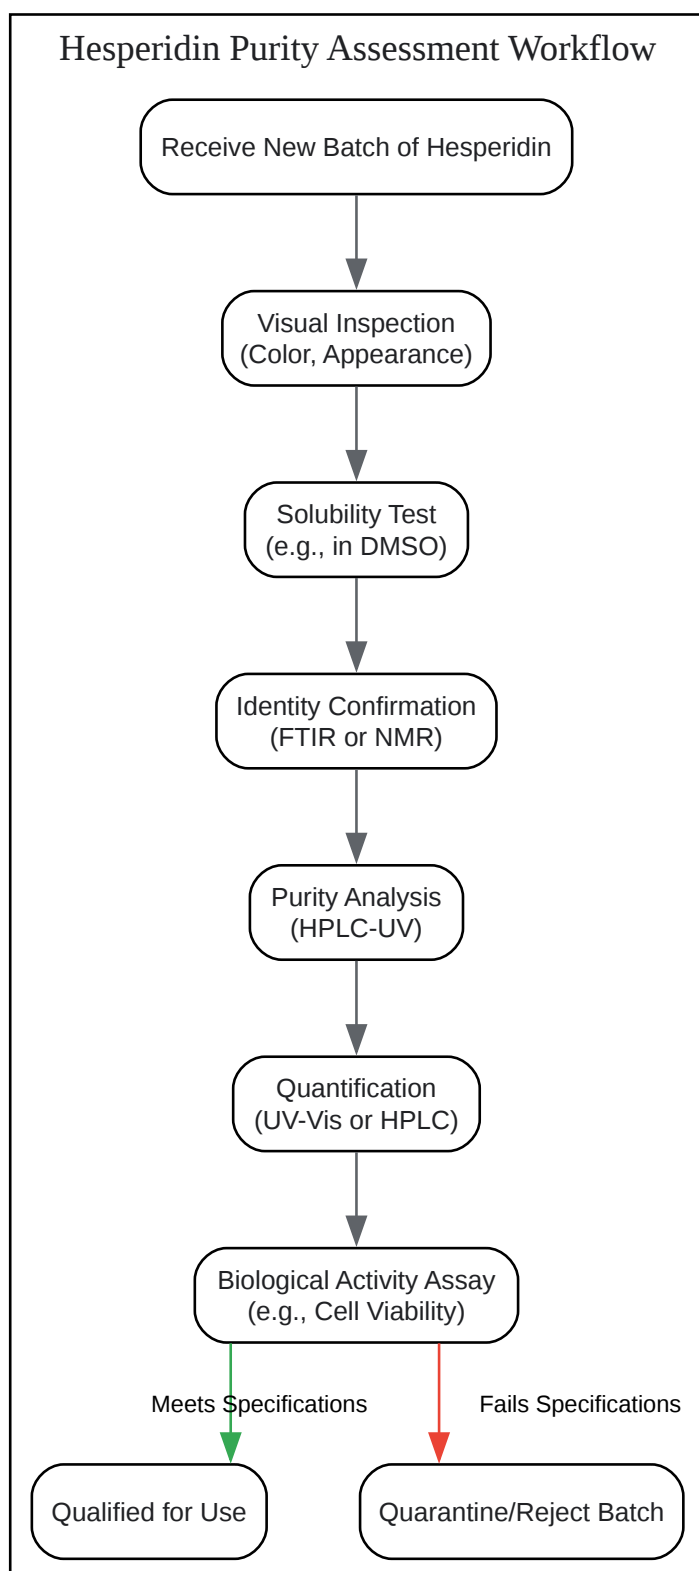 Hesperidin Purity Assessment Workflow
Receive New Batch of Hesperidin
Visual Inspection
(Color, Appearance)
Solubility Test
(e.g., in DMSO)
Identity Confirmation
(FTIR or NMR)
Purity Analysis
(HPLC-UV)
Quantification
(UV-Vis or HPLC)
Biological Activity Assay
(e.g., Cell Viability)
Meets Specifications
Fails Specifications
Qualified for Use
Quarantine/Reject Batch